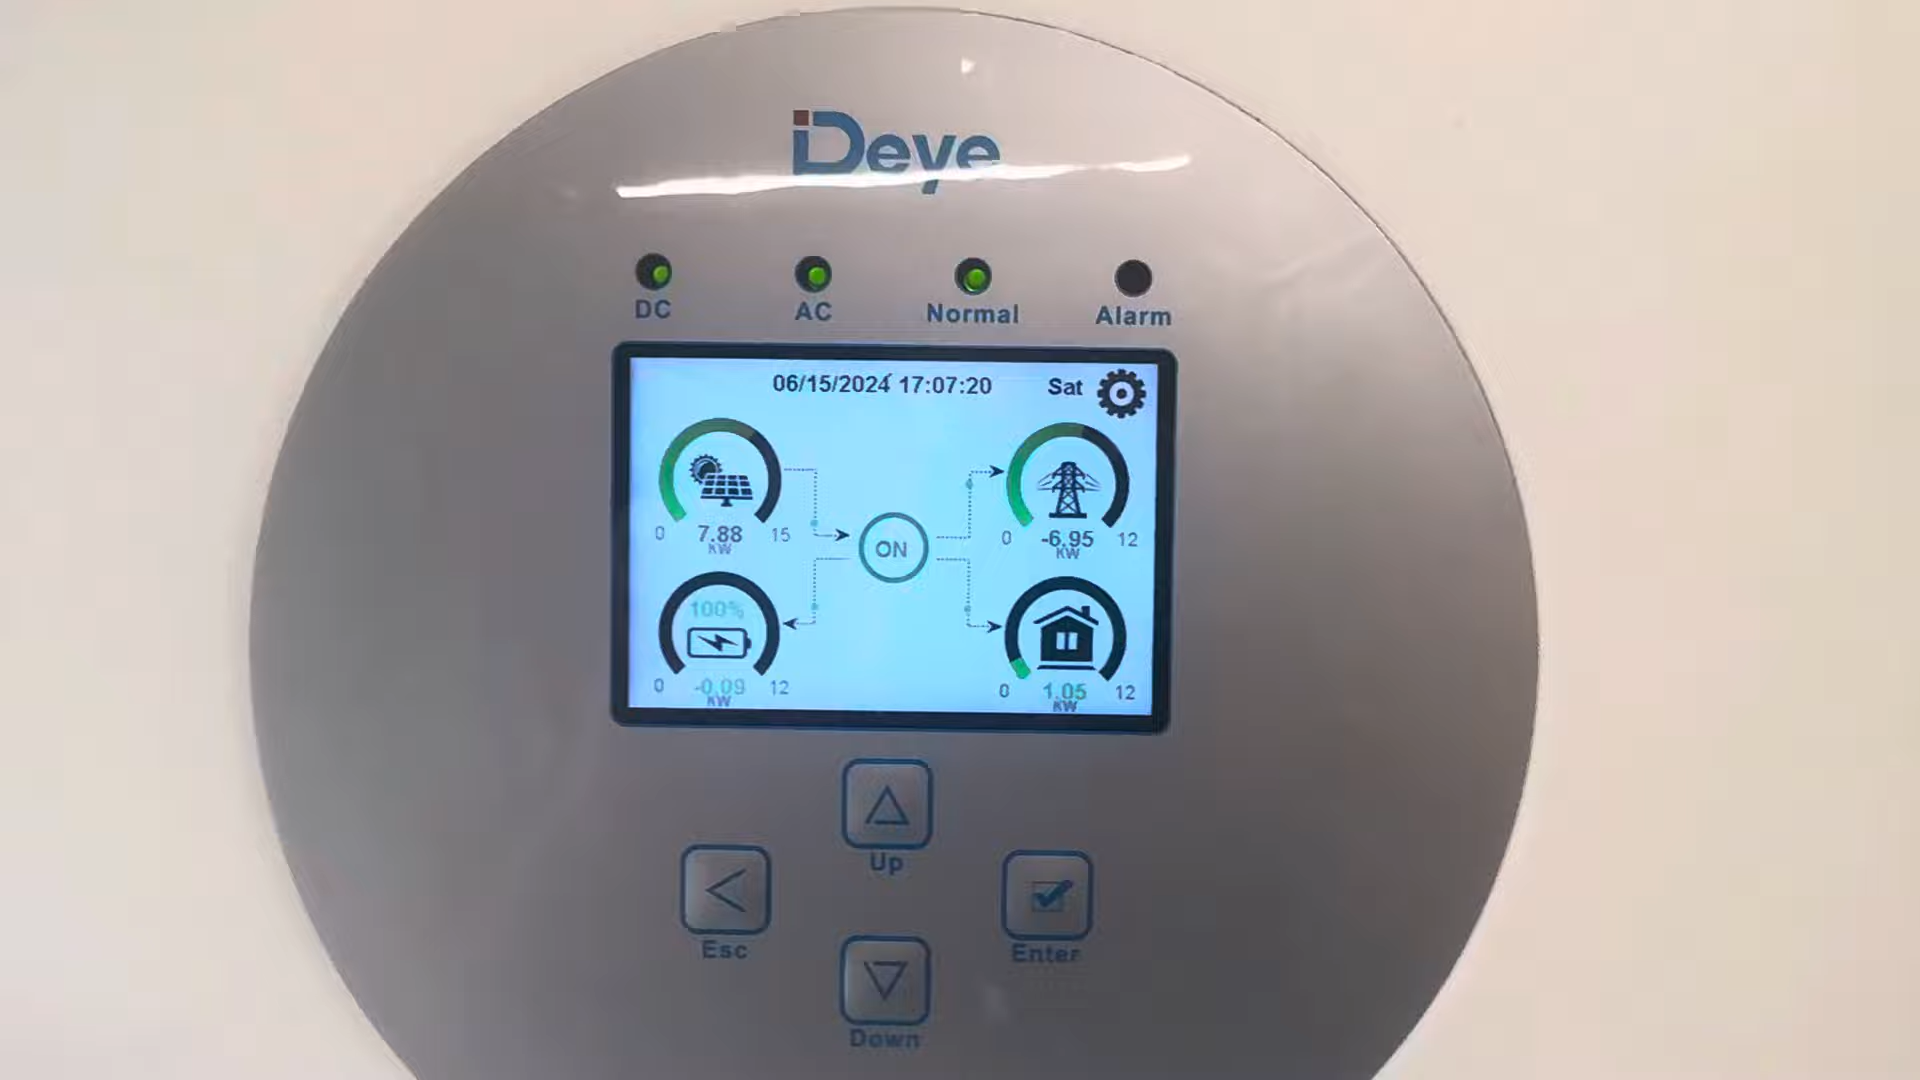 Deye
DC AC Normal Alarm
06/15/2024 17:07:20 Sat
0 7.88 15
KW
0 -6.95 12
KW
ON
100%
0 -0.09 12
KW
0 1.05 12
KW
Up
Esc
Enter
Down